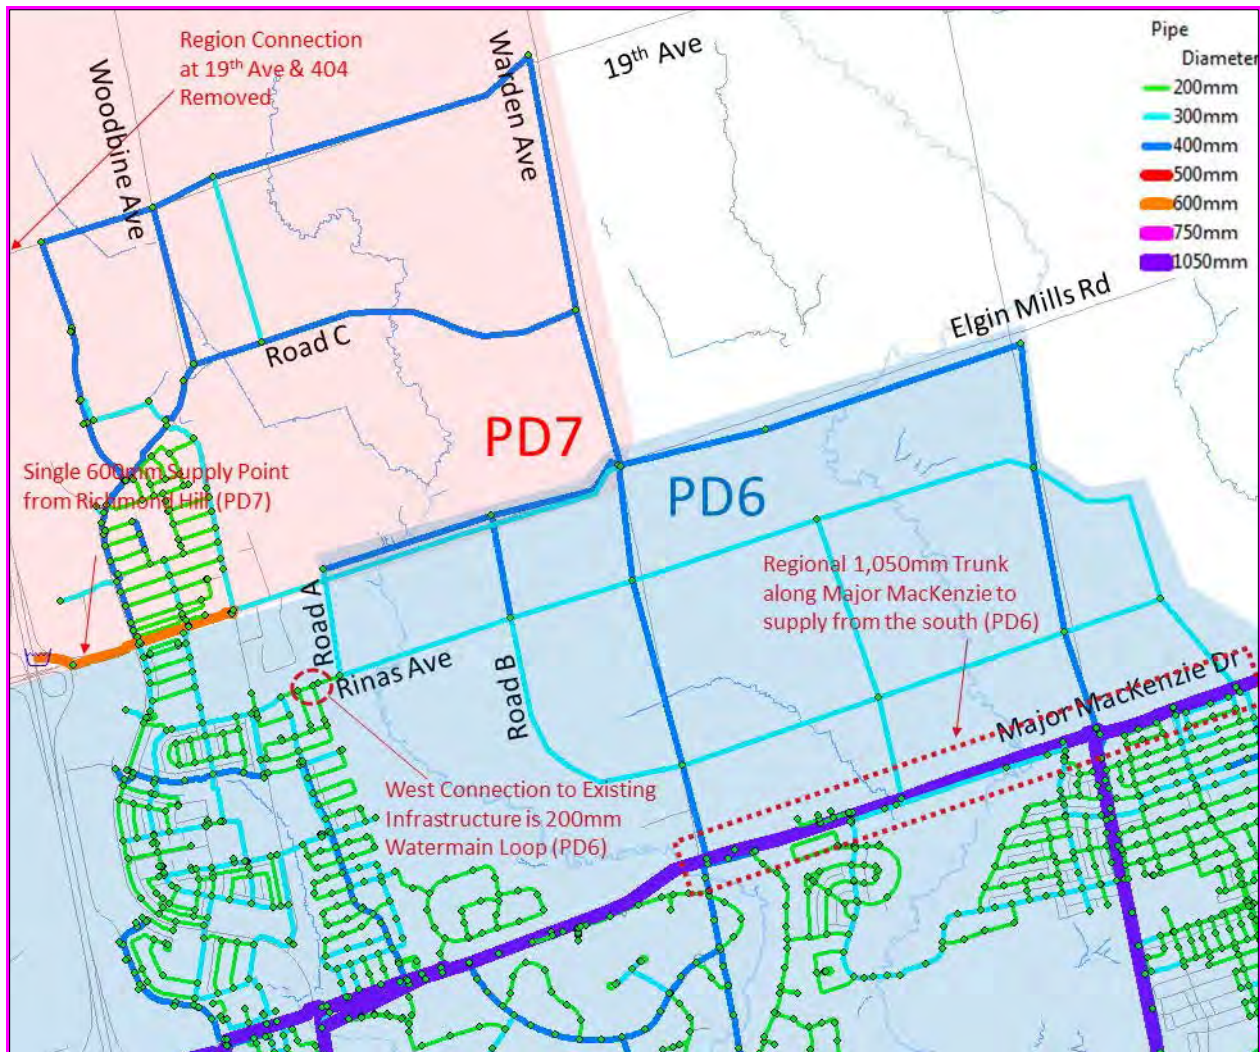 Region Connection
at 19th Ave & 404
Removed
Woodbine Ave
Warden Ave
19th Ave
Pipe
Diameter
200mm
300mm
400mm
500mm
600mm
750mm
1050mm
Road C
Elgin Mills Rd
PD7
PD6
Single 600mm Supply Point
from Richmond Hill (PD7)
Regional 1,050mm Trunk
along Major MacKenzie to
supply from the south (PD6)
Road A
Rinas Ave
Road B
Major MacKenzie Dr
West Connection to Existing
Infrastructure is 200mm
Watermain Loop (PD6)